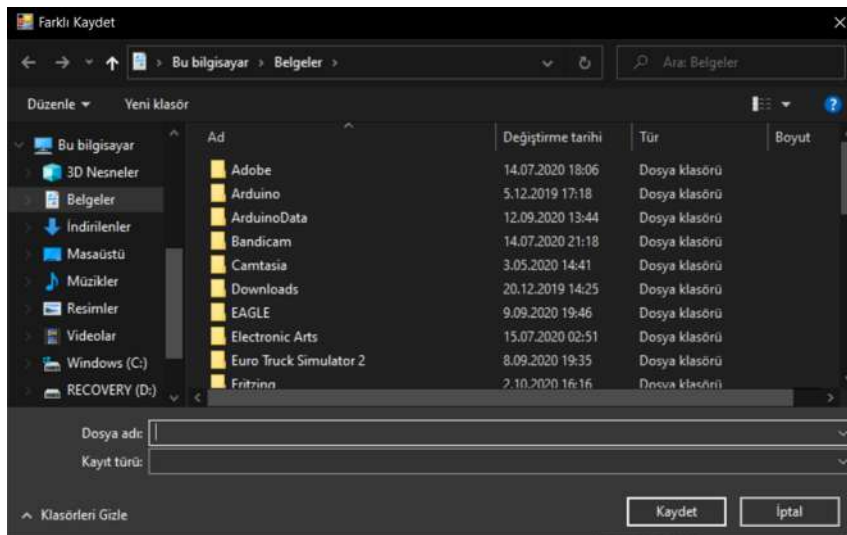 Farklı Kaydet
Bu bilgisayar > Belgeler >
Ara: Belgeler
Düzenle
Yeni klasör
Bu bilgisayar
3D Nesneler
Belgeler
İndirilenler
Masaüstü
Müzikler
Resimler
Videolar
Windows (C:)
RECOVERY (D:)
Ad Değiştirme tarihi Tür Boyut
Adobe 14.07.2020 18:06 Dosya klasörü
Arduino 5.12.2019 17:18 Dosya klasörü
ArduinoData 12.09.2020 13:44 Dosya klasörü
Bandicam 14.07.2020 21:18 Dosya klasörü
Camtasia 3.05.2020 14:41 Dosya klasörü
Downloads 20.12.2019 14:25 Dosya klasörü
EAGLE 9.09.2020 19:46 Dosya klasörü
Electronic Arts 15.07.2020 02:51 Dosya klasörü
Euro Truck Simulator 2 8.09.2020 19:35 Dosya klasörü
Fritzing 2.10.2020 16:16 Dosya klasörü
Dosya adı:
Kayıt türü:
Klasörleri Gizle
Kaydet
İptal